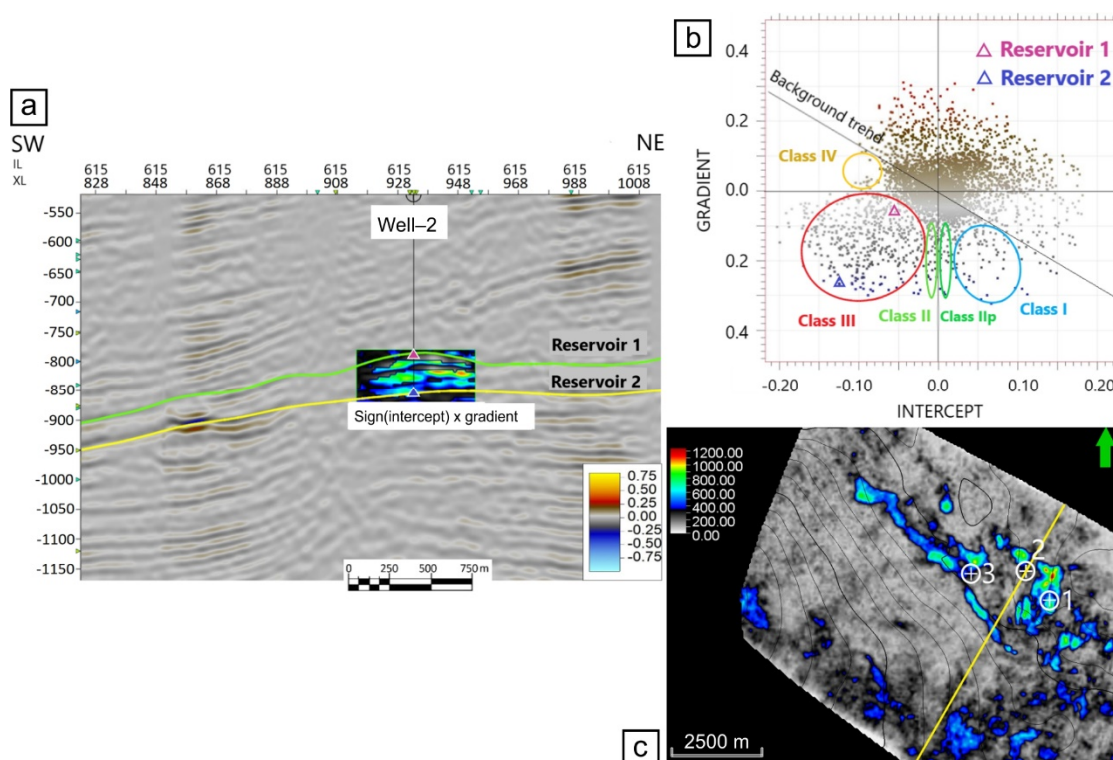 a
SW
NE
IL
XL
615 615 615 615 615 615 615 615 615 615
828 848 868 888 908 928 948 968 988 1008
Well–2
-550
-600
-650
-700
-750
-800
-850
-900
-950
-1000
-1050
-1100
-1150
Reservoir 1
Reservoir 2
Sign(intercept) x gradient
0.75
0.50
0.25
0.00
-0.25
-0.50
-0.75
0 250 500 750 m
b
Reservoir 1
Reservoir 2
Background trend
Class IV
Class III
Class II
Class IIp
Class I
GRADIENT
0.4
0.2
0.0
0.2
0.4
-0.20 -0.10 0.0 0.10 0.20
INTERCEPT
1200.00
1000.00
800.00
600.00
400.00
200.00
0.00
2
3
1
2500 m
c